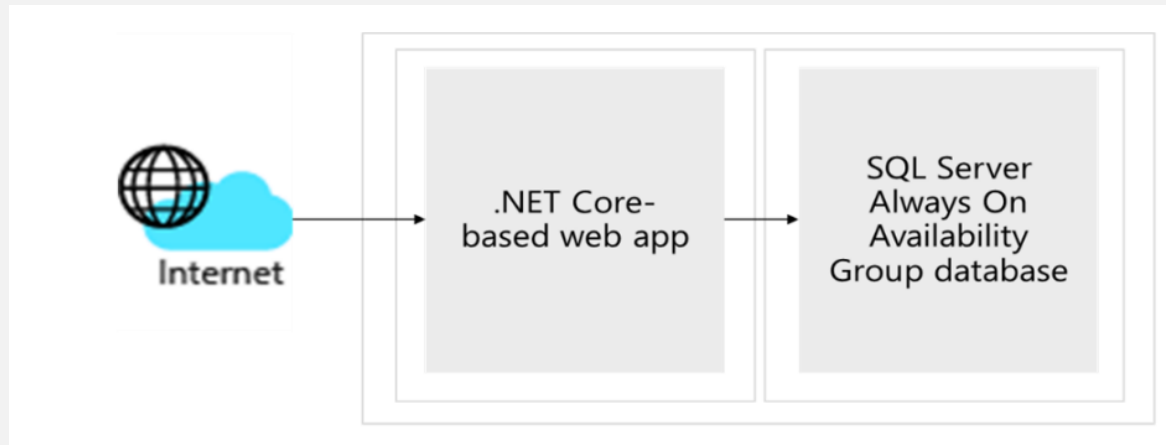 Internet
.NET Core-
based web app
SQL Server
Always On
Availability
Group database